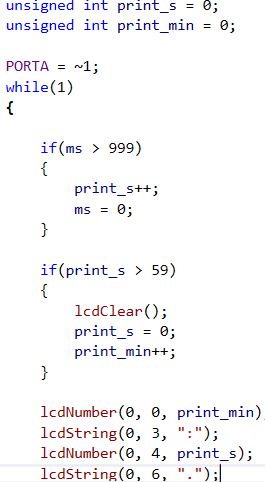 unsigned int print_s = 0;
unsigned int print_min = 0;
PORTA = ~1;
while(1)
{
if(ms > 999)
{
print_s++;
ms = 0;
}
if(print_s > 59)
{
lcdClear();
print_s = 0;
print_min++;
}
lcdNumber(0, 0, print_min);
lcdString(0, 3, ":");
lcdNumber(0, 4, print_s);
lcdString(0, 6, ".");